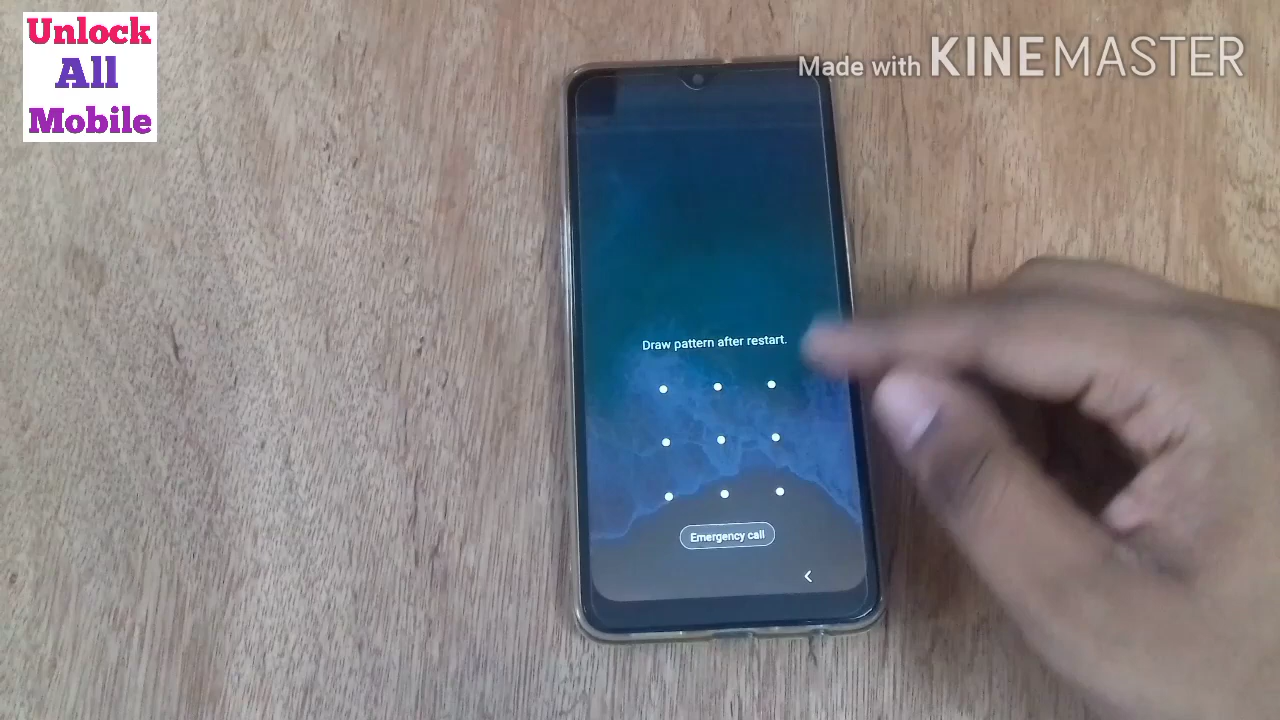 Unlock
All
Mobile
Made with KINEMASTER
Draw pattern after restart.
Emergency call